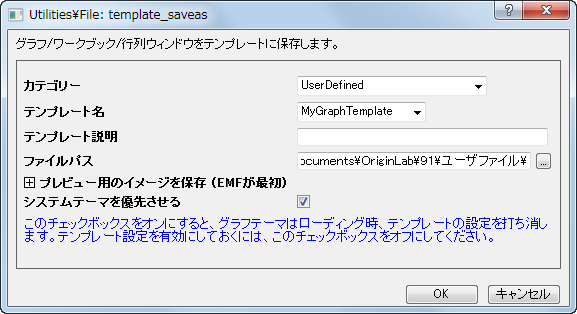 Utilities¥File: template_saveas
グラフ/ワークブック/行列ウィンドウをテンプレートに保存します。
カテゴリー UserDefined
テンプレート名 MyGraphTemplate
テンプレート説明
ファイルパス ocuments¥OriginLab¥91¥ユーザファイル¥ ...
プレビュー用のイメージを保存 (EMFが最初)
システムテーマを優先させる
このチェックボックスをオンにすると、グラフテーマはローディング時、テンプレートの設定を打ち消
します。テンプレート設定を有効にしておくには、このチェックボックスをオフにしてください。
OK キャンセル